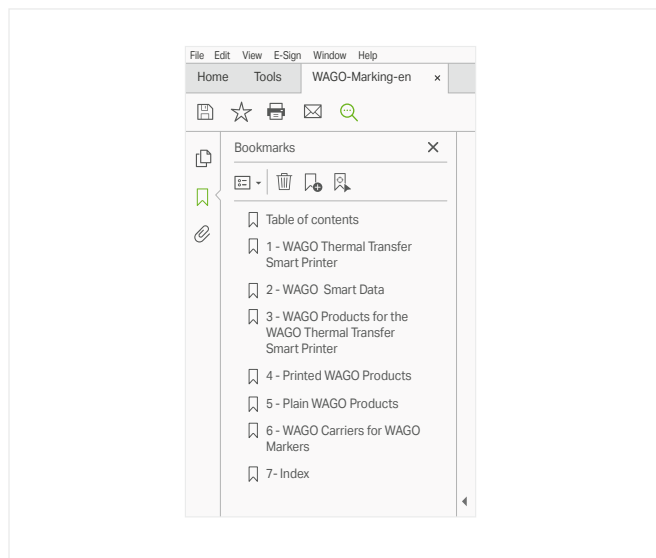 File Edit View E-Sign Window Help
Home Tools WAGO-Marking-en ×
Bookmarks
Table of contents
1 - WAGO Thermal Transfer
Smart Printer
2 - WAGO Smart Data
3 - WAGO Products for the
WAGO Thermal Transfer
Smart Printer
4 - Printed WAGO Products
5 - Plain WAGO Products
6 - WAGO Carriers for WAGO
Markers
7- Index